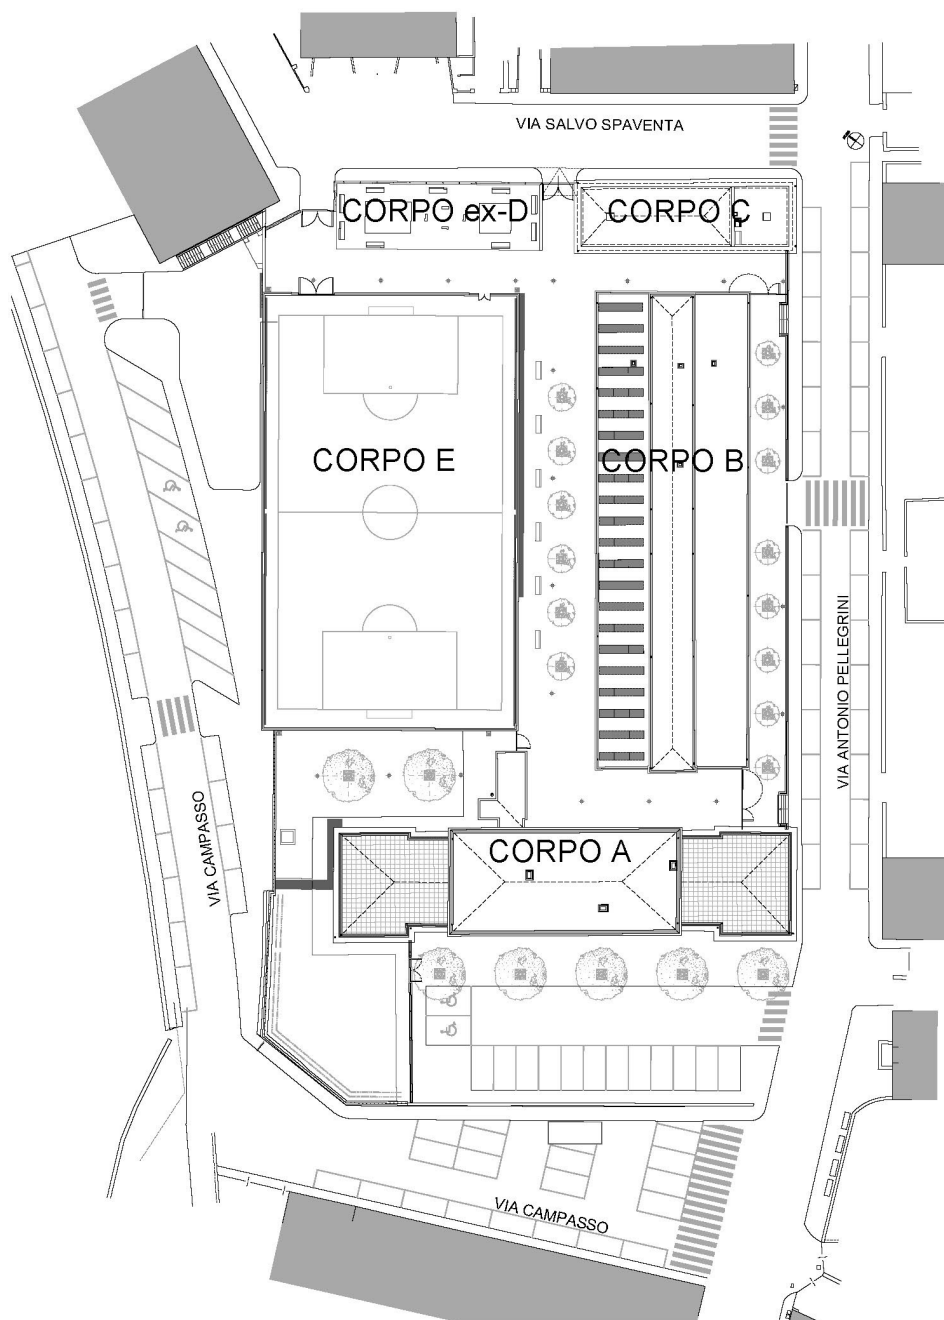 VIA SALVO SPAVENTA
CORPO ex-D
CORPO C
CORPO E
CORPO B
VIA ANTONIO PELLEGRINI
VIA CAMPASSO
CORPO A
VIA CAMPASSO